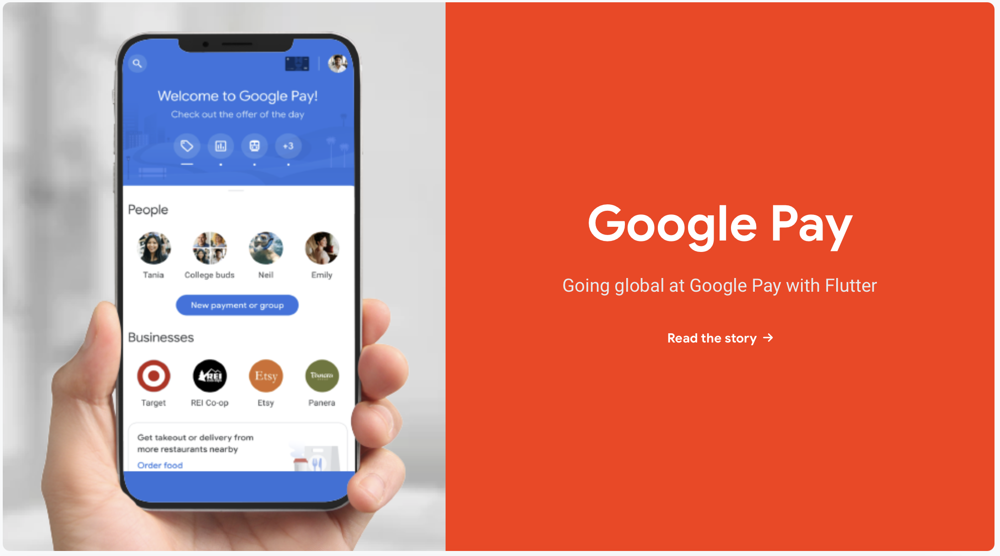 Welcome to Google Pay!
Check out the offer of the day
+3
People
Tania
College buds
Neil
Emily
New payment or group
Businesses
REI
Etsy
Panera
Target
REI Co-op
Etsy
Panera
Get takeout or delivery from
more restaurants nearby
Order food
Google Pay
Going global at Google Pay with Flutter
Read the story →